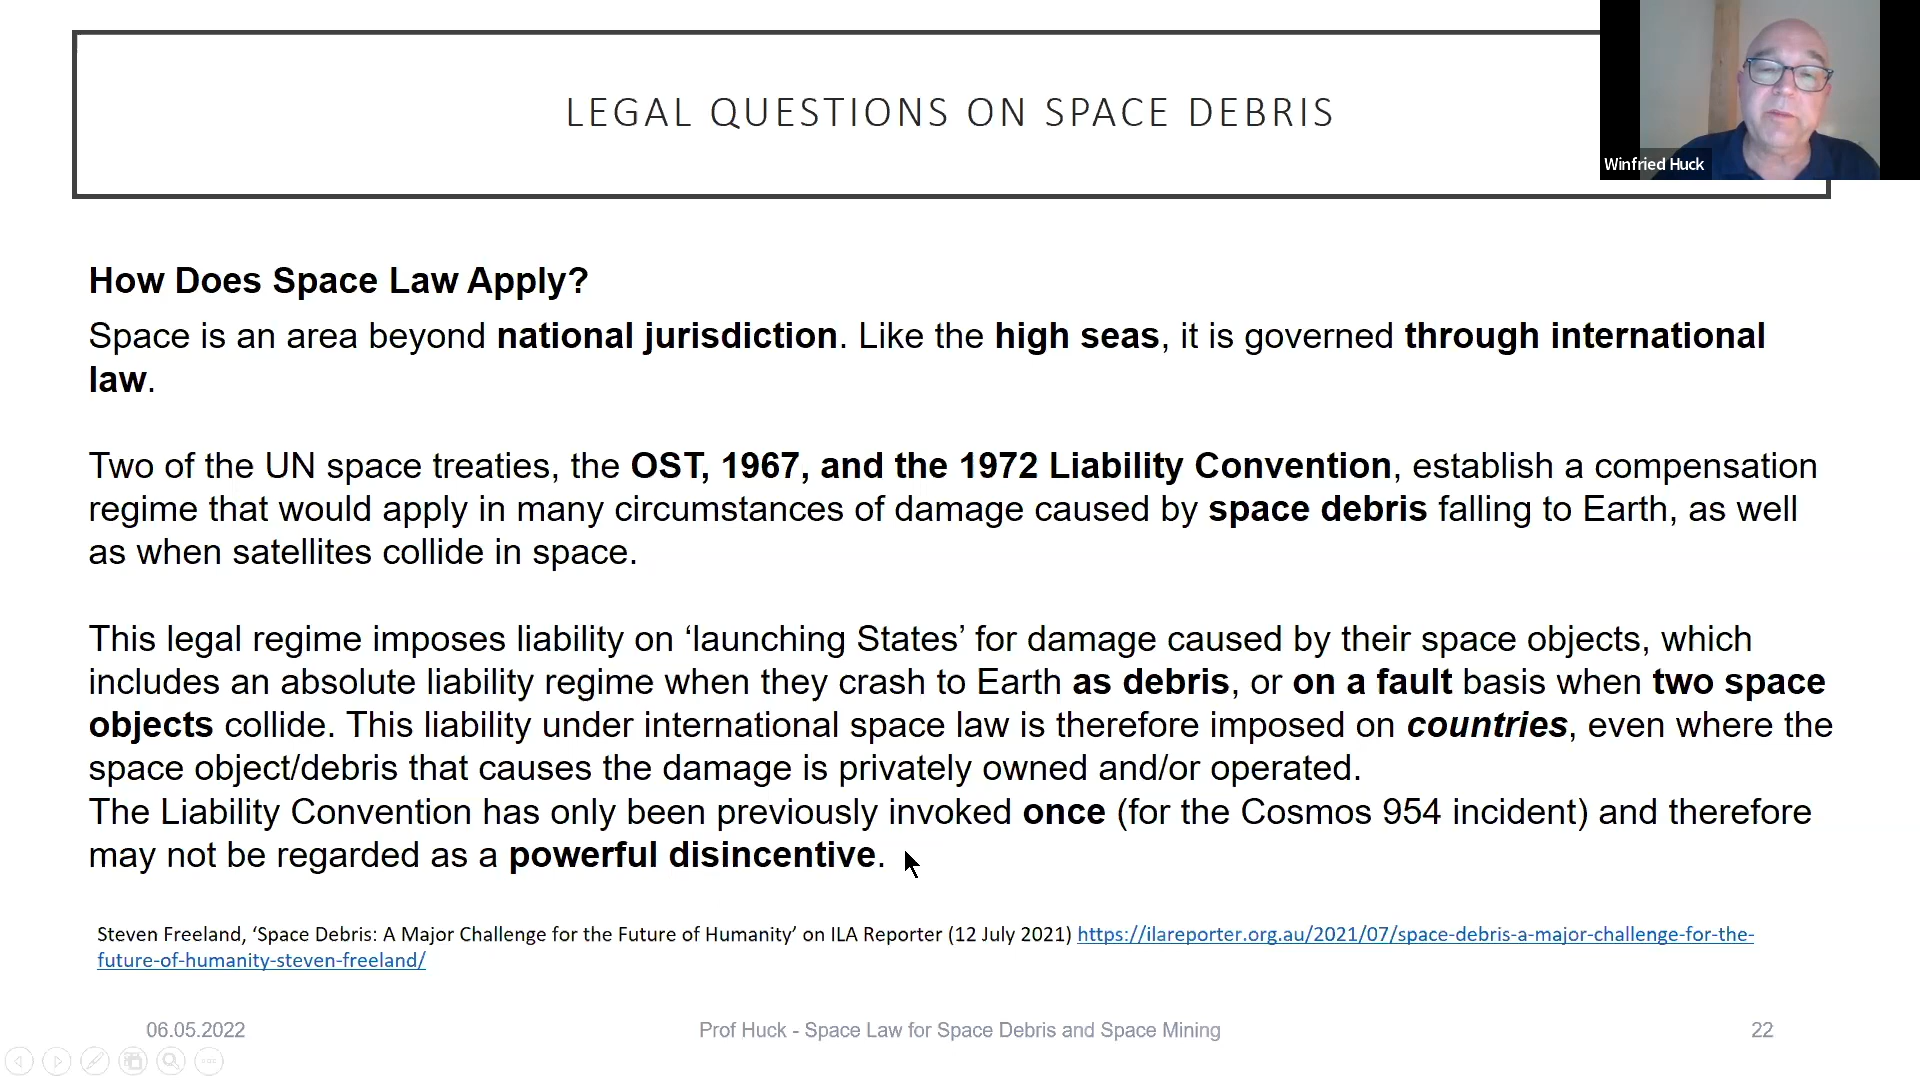 LEGAL QUESTIONS ON SPACE DEBRIS
Winfried Huck
How Does Space Law Apply?
Space is an area beyond national jurisdiction. Like the high seas, it is governed through international
law.
Two of the UN space treaties, the OST, 1967, and the 1972 Liability Convention, establish a compensation
regime that would apply in many circumstances of damage caused by space debris falling to Earth, as well
as when satellites collide in space.
This legal regime imposes liability on ‘launching States’ for damage caused by their space objects, which
includes an absolute liability regime when they crash to Earth as debris, or on a fault basis when two space
objects collide. This liability under international space law is therefore imposed on countries, even where the
space object/debris that causes the damage is privately owned and/or operated.
The Liability Convention has only been previously invoked once (for the Cosmos 954 incident) and therefore
may not be regarded as a powerful disincentive.
Steven Freeland, ‘Space Debris: A Major Challenge for the Future of Humanity’ on ILA Reporter (12 July 2021) https://ilareporter.org.au/2021/07/space-debris-a-major-challenge-for-the-
future-of-humanity-steven-freeland/
06.05.2022
Prof Huck - Space Law for Space Debris and Space Mining
22